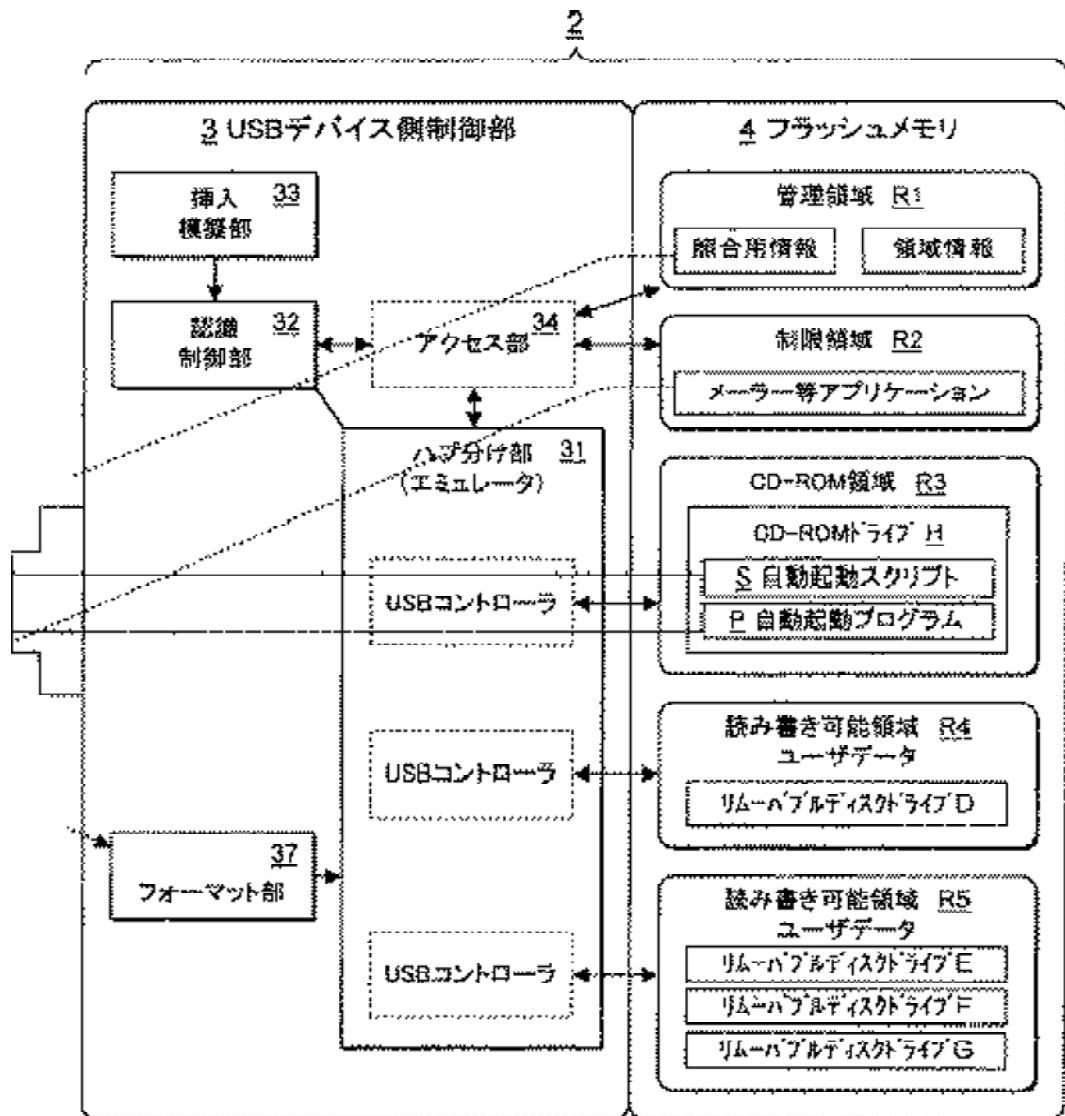 2
3 USBデバイス側制御部
33
挿入
模擬部
32
認識
制御部
34
アクセス部
ハブ分け部 31
(エミュレータ)
USBコントローラ
USBコントローラ
37
フォーマット部
USBコントローラ
4 フラッシュメモリ
管理領域 R1
照合用情報 領域情報
制限領域 R2
メーラー等アプリケーション
CD-ROM領域 R3
CD-ROMドライブ H
S 自動起動スクリプト
P 自動起動プログラム
読み書き可能領域 R4
ユーザデータ
リムーバブルディスクドライブD
読み書き可能領域 R5
ユーザデータ
リムーバブルディスクドライブE
リムーバブルディスクドライブF
リムーバブルディスクドライブG